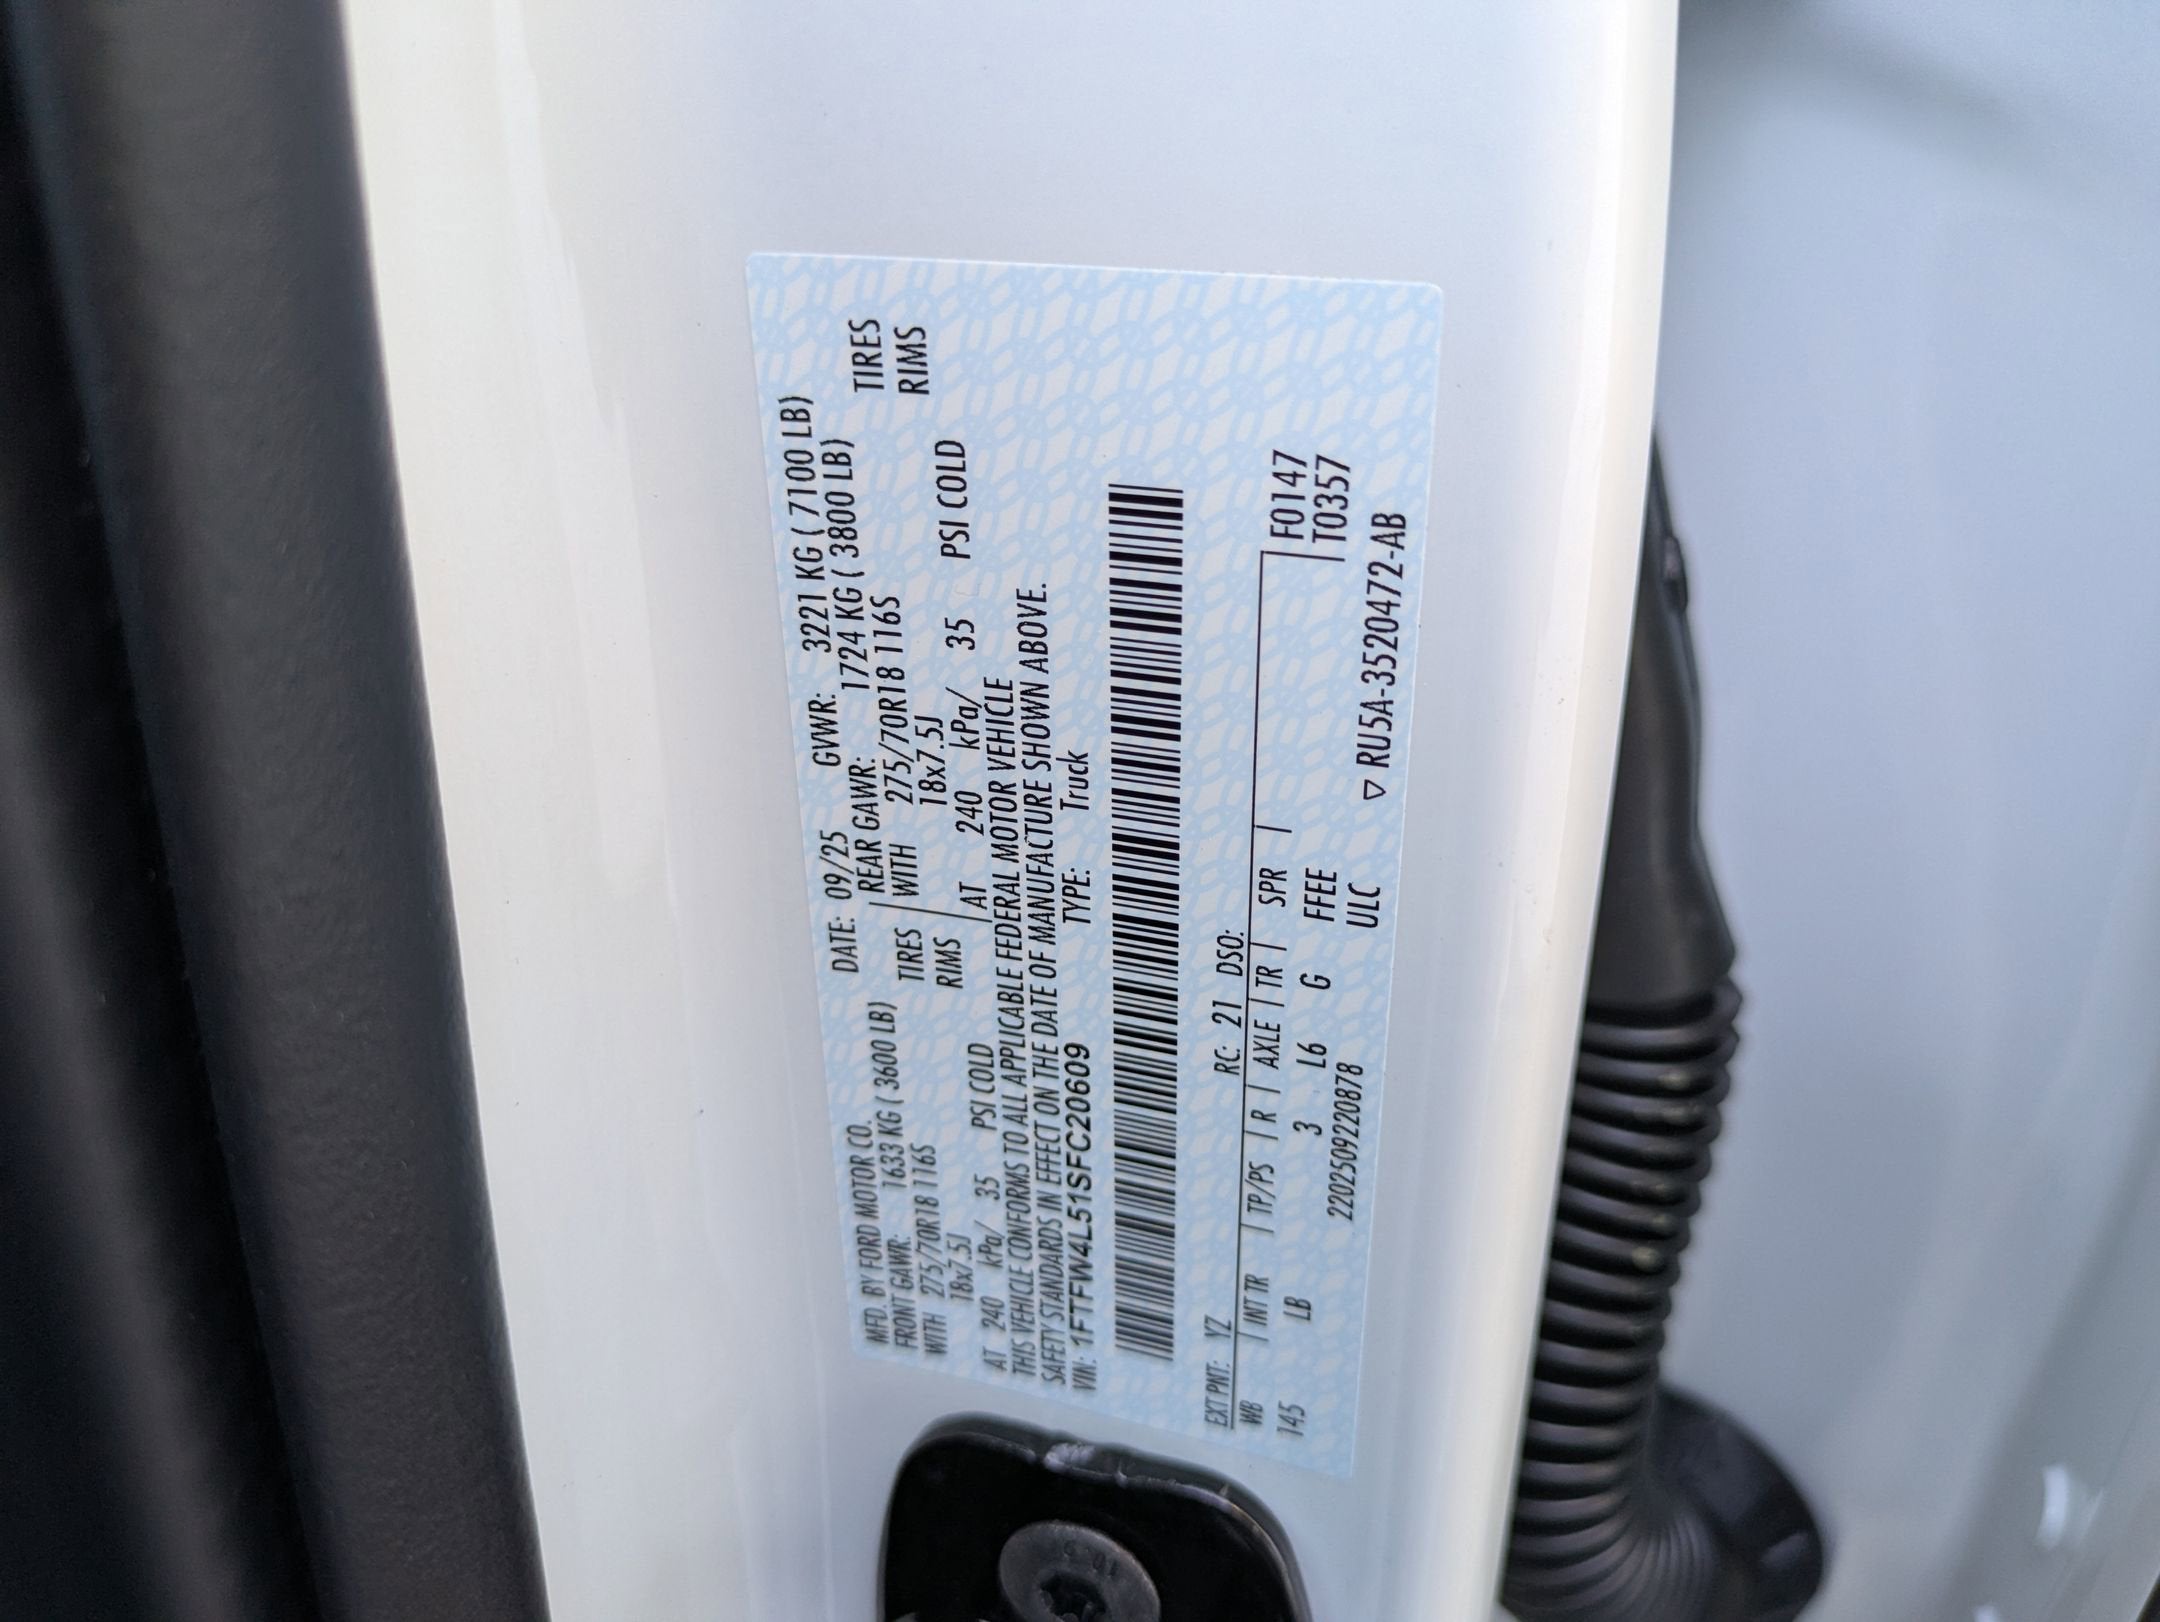 MFD. BY FORD MOTOR CO. DATE: 09/25 GVWR: 3221 KG ( 7100 LB)
FRONT GAWR: 1633 KG ( 3600 LB) REAR GAWR: 1724 KG ( 3800 LB)
WITH 275/70R18 116S TIRES WITH 275/70R18 116S TIRES
18x7.5J RIMS 18x7.5J RIMS
AT 240 kPa/ 35 PSI COLD AT 240 kPa/ 35 PSI COLD
THIS VEHICLE CONFORMS TO ALL APPLICABLE FEDERAL MOTOR VEHICLE
SAFETY STANDARDS IN EFFECT ON THE DATE OF MANUFACTURE SHOWN ABOVE.
VIN: 1FTFW4L51SFC20609 TYPE: Truck
EXT PNT: YZ RC: 21 DSO:
WB | INT TR | TP/PS | R | AXLE | TR | SPR | F0147
145 LB 3 L6 G FFEE T0357
2202509220878 ULC
▽ RU5A-3520472-AB
10.9